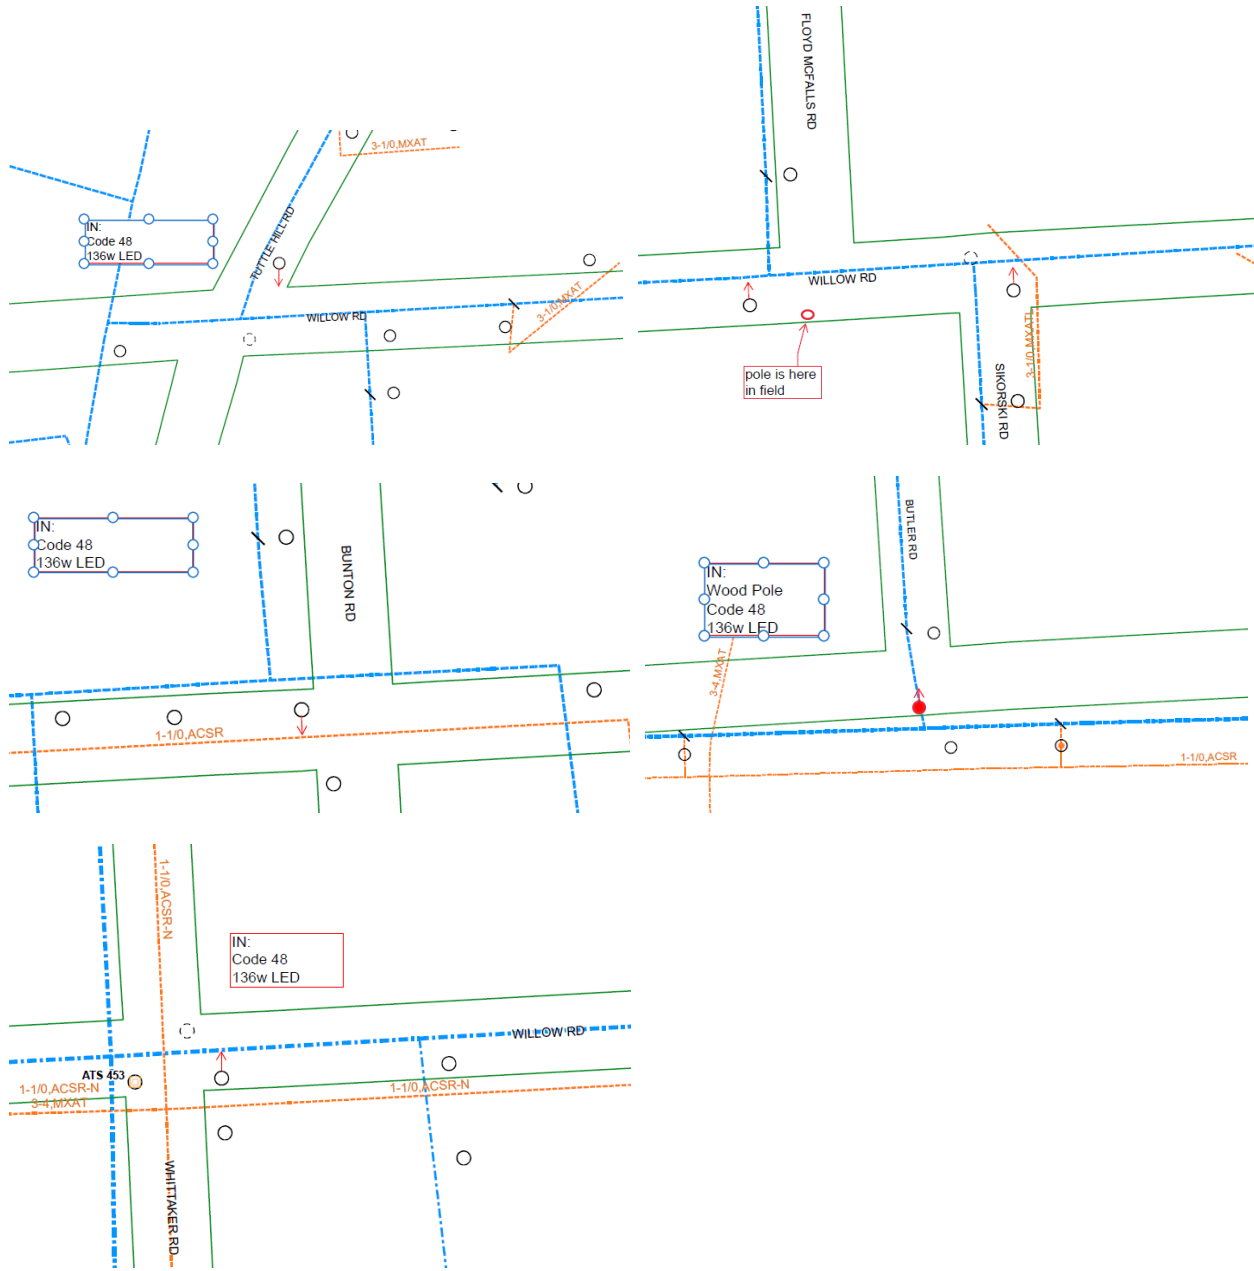 3-1/0,MXAT
IN:
Code 48
136w LED
TUTTLE HILL RD
WILLOW RD
3-1/0,MXAT
FLOYD MCFALLS RD
WILLOW RD
3-1/0,MXAT
SIKORSKI RD
pole is here
in field
IN:
Code 48
136w LED
BUNTON RD
1-1/0,ACSR
BUTLER RD
IN:
Wood Pole
Code 48
136w LED
3-4,MXAT
1-1/0,ACSR
1-1/0,ACSR-N
IN:
Code 48
136w LED
WILLOW RD
ATS 453
1-1/0,ACSR-N
3-4,MXAT
1-1/0,ACSR-N
WHITTAKER RD